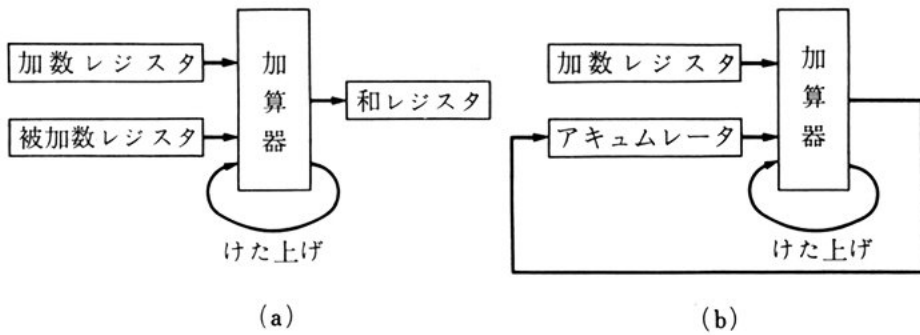 加数レジスタ
被加数レジスタ
加算器
和レジスタ
けた上げ
(a)
加数レジスタ
アキュムレータ
加算器
けた上げ
(b)